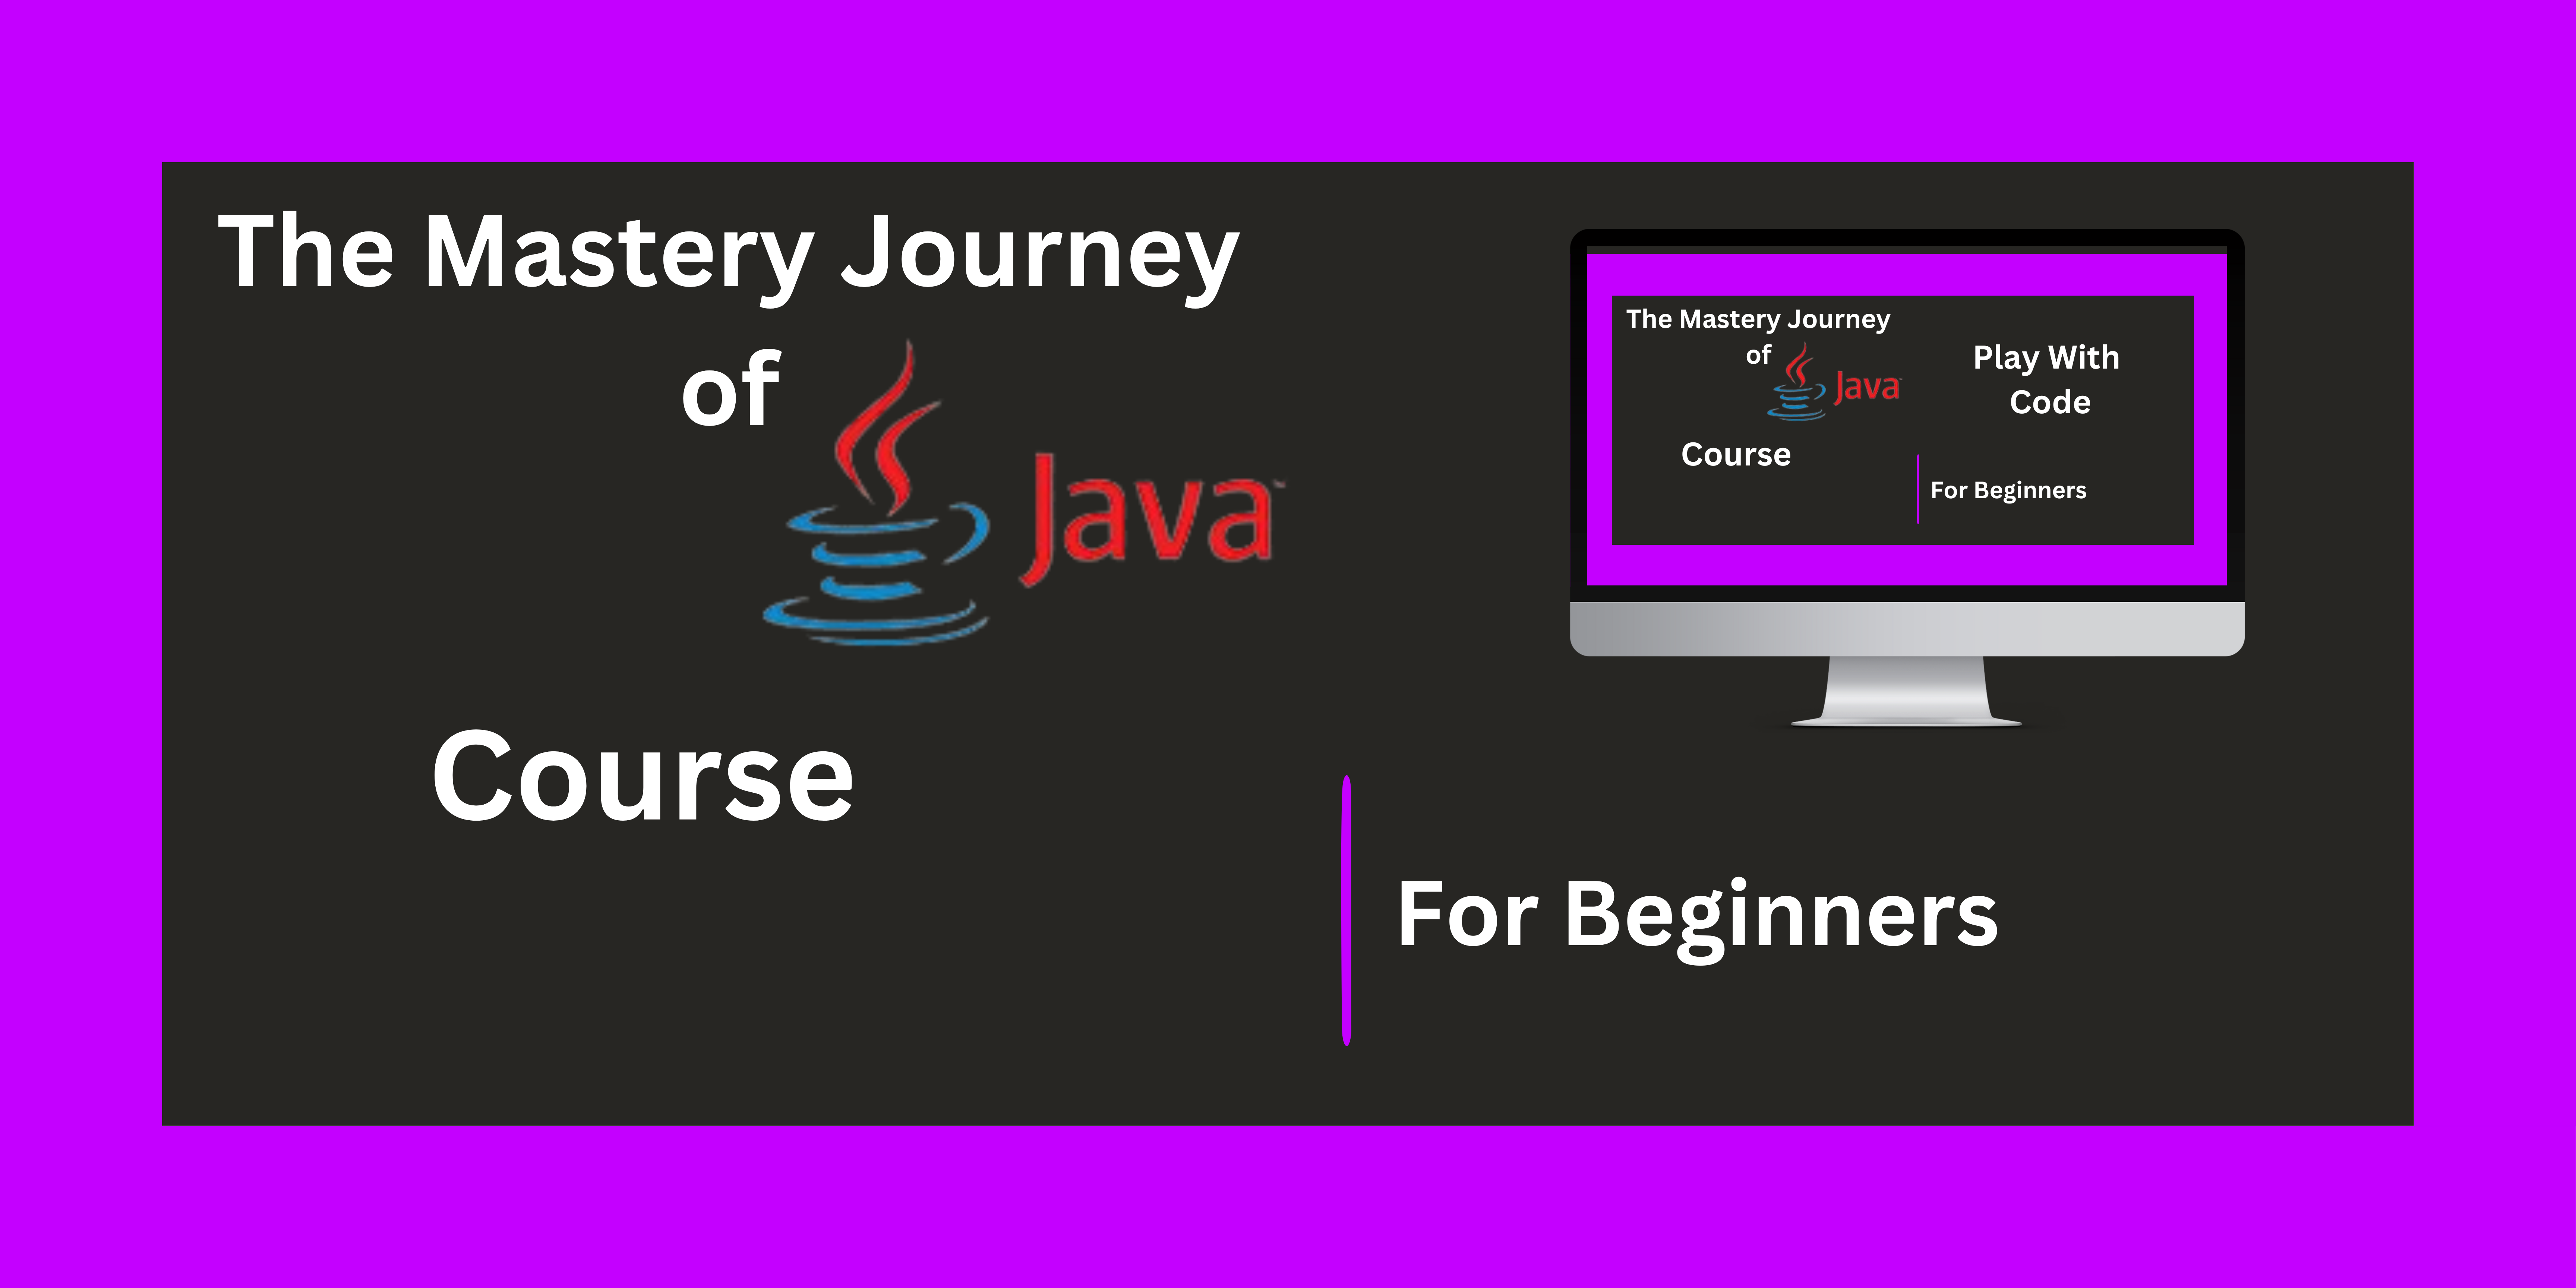 The Mastery Journey
of
Java
Course
For Beginners
The Mastery Journey
of
Java
Course
Play With
Code
For Beginners